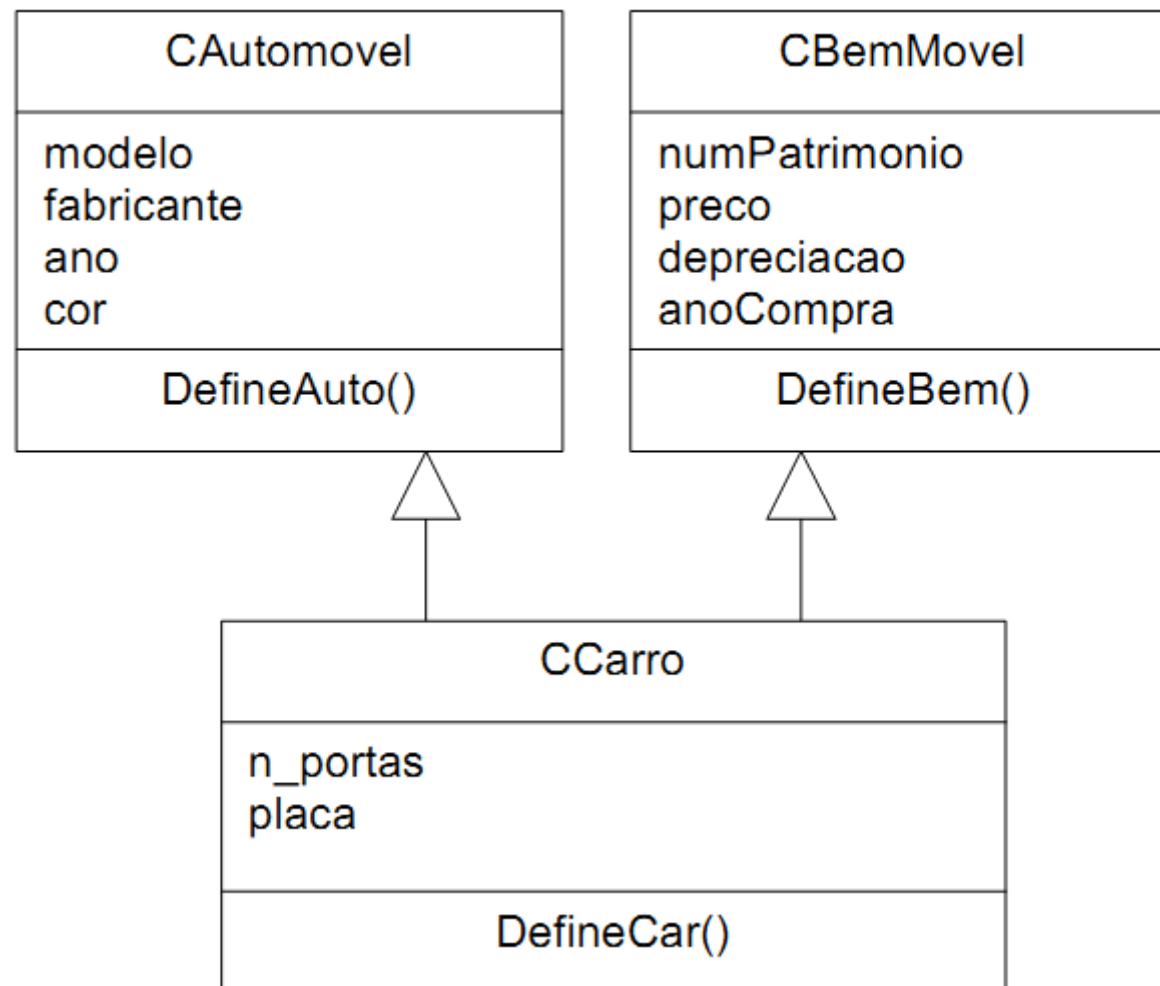 CAutomovel
modelo
fabricante
ano
cor
DefineAuto()
CBemMovel
numPatrimonio
preco
depreciacao
anoCompra
DefineBem()
CCarro
n_portas
placa
DefineCar()